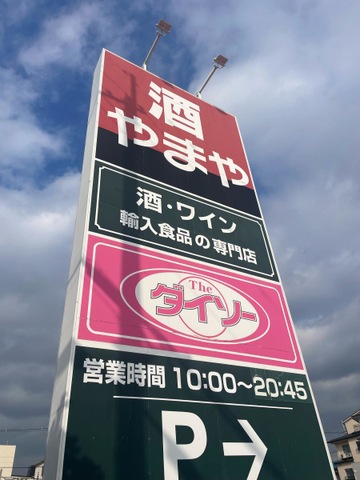 酒
やまや
酒・ワイン
輸入食品の専門店
The
ダイソー
営業時間 10:00～20:45
P→